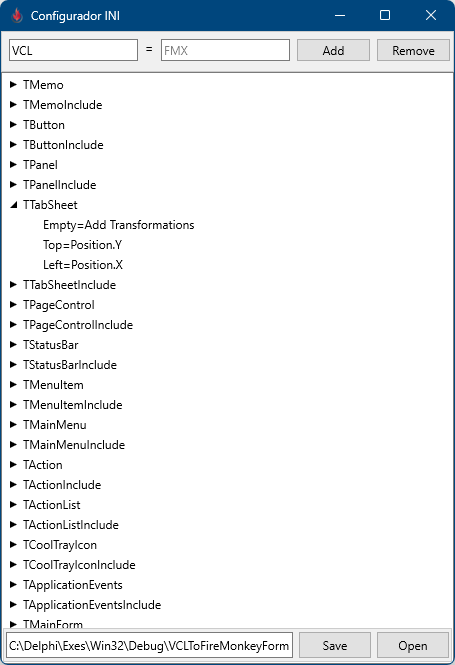 Configurador INI
VCL = FMX Add Remove
TMemo
TMemoInclude
TButton
TButtonInclude
TPanel
TPanelInclude
TTabSheet
Empty=Add Transformations
Top=Position.Y
Left=Position.X
TTabSheetInclude
TPageControl
TPageControlInclude
TStatusBar
TStatusBarInclude
TMenuItem
TMenuItemInclude
TMainMenu
TMainMenuInclude
TAction
TActionInclude
TActionList
TActionListInclude
TCoolTrayIcon
TCoolTrayIconInclude
TApplicationEvents
TApplicationEventsInclude
TMainForm
C:\Delphi\Exes\Win32\Debug\VCLToFireMonkeyForm Save Open